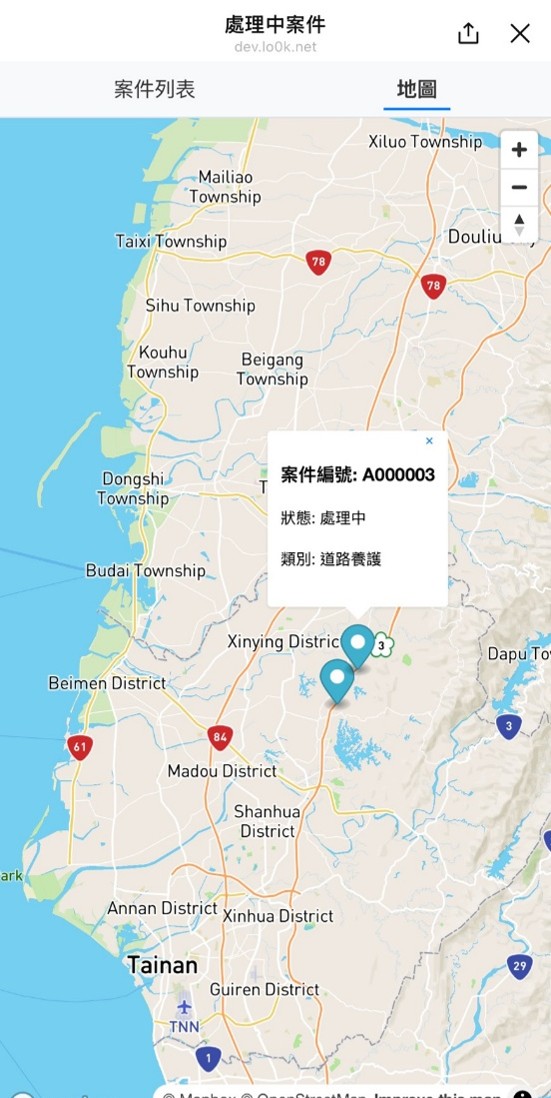 處理中案件
dev.lo0k.net
案件列表
地圖
Xiluo Township
Mailiao
Township
Taixi Township
Douliu
78
78
Sihu Township
Kouhu
Township
Beigang
Township
×
案件編號: A000003
狀態: 處理中
類別: 道路養護
Dongshi
Township
T
Budai Township
Xinying Distric
3
Dapu To
Beimen District
3
61
84
Madou District
Shanhua
District
ark
Annan District
Xinhua District
Tainan
29
Guiren District
TNN
1
© Mapbox © OpenStreetMap Improve this map